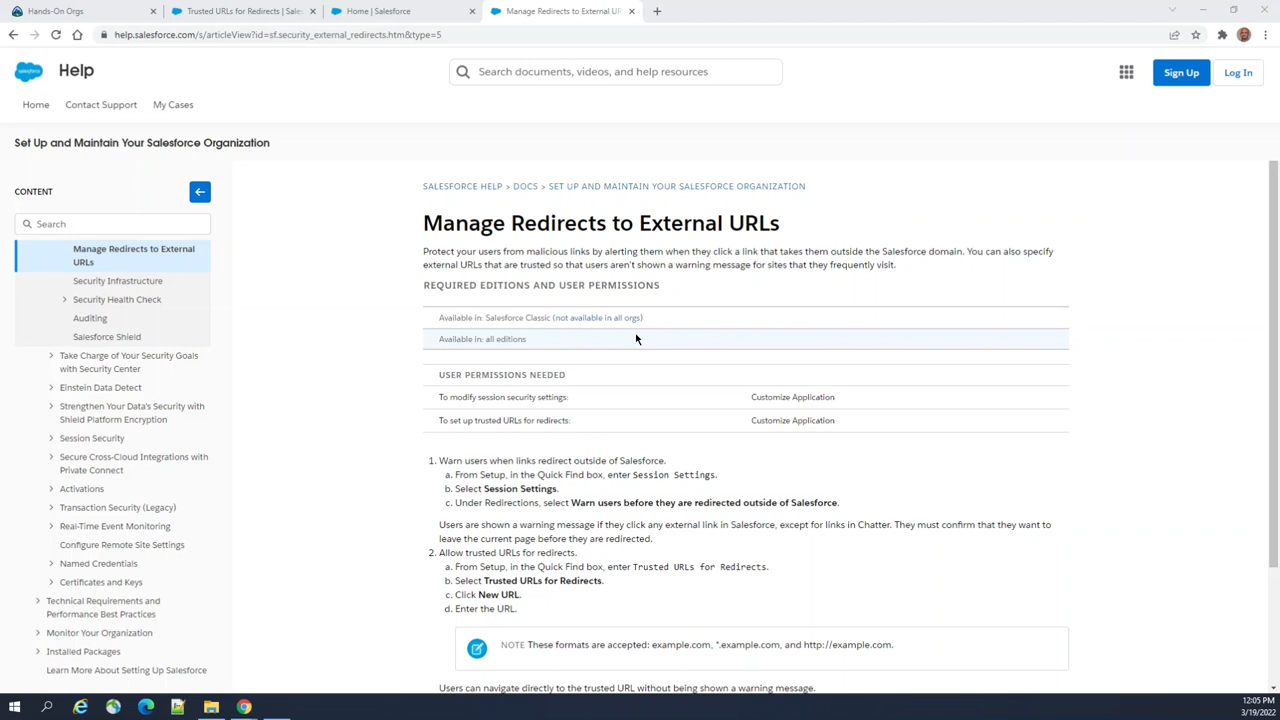 Hands-On Orgs
Trusted URLs for Redirects | Sales
Home | Salesforce
Manage Redirects to External UR
help.salesforce.com/s/articleView?id=sf.security_external_redirects.htm&type=5
Help
Search documents, videos, and help resources
Sign Up
Log In
Home
Contact Support
My Cases
Set Up and Maintain Your Salesforce Organization
CONTENT
Search
Manage Redirects to External
URLs
Security Infrastructure
Security Health Check
Auditing
Salesforce Shield
Take Charge of Your Security Goals
with Security Center
Einstein Data Detect
Strengthen Your Data's Security with
Shield Platform Encryption
Session Security
Secure Cross-Cloud Integrations with
Private Connect
Activations
Transaction Security (Legacy)
Real-Time Event Monitoring
Configure Remote Site Settings
Named Credentials
Certificates and Keys
Technical Requirements and
Performance Best Practices
Monitor Your Organization
Installed Packages
Learn More About Setting Up Salesforce
SALESFORCE HELP > DOCS > SET UP AND MAINTAIN YOUR SALESFORCE ORGANIZATION
Manage Redirects to External URLs
Protect your users from malicious links by alerting them when they click a link that takes them outside the Salesforce domain. You can also specify
external URLs that are trusted so that users aren't shown a warning message for sites that they frequently visit.
REQUIRED EDITIONS AND USER PERMISSIONS
Available in: Salesforce Classic (not available in all orgs)
Available in: all editions
USER PERMISSIONS NEEDED
To modify session security settings: Customize Application
To set up trusted URLs for redirects: Customize Application
1. Warn users when links redirect outside of Salesforce.
a. From Setup, in the Quick Find box, enter Session Settings.
b. Select Session Settings.
c. Under Redirections, select Warn users before they are redirected outside of Salesforce.
Users are shown a warning message if they click any external link in Salesforce, except for links in Chatter. They must confirm that they want to
leave the current page before they are redirected.
2. Allow trusted URLs for redirects.
a. From Setup, in the Quick Find box, enter Trusted URLs for Redirects.
b. Select Trusted URLs for Redirects.
c. Click New URL.
d. Enter the URL.
NOTE These formats are accepted: example.com, *.example.com, and http://example.com.
Users can navigate directly to the trusted URL without being shown a warning message.
12:05 PM
3/19/2022